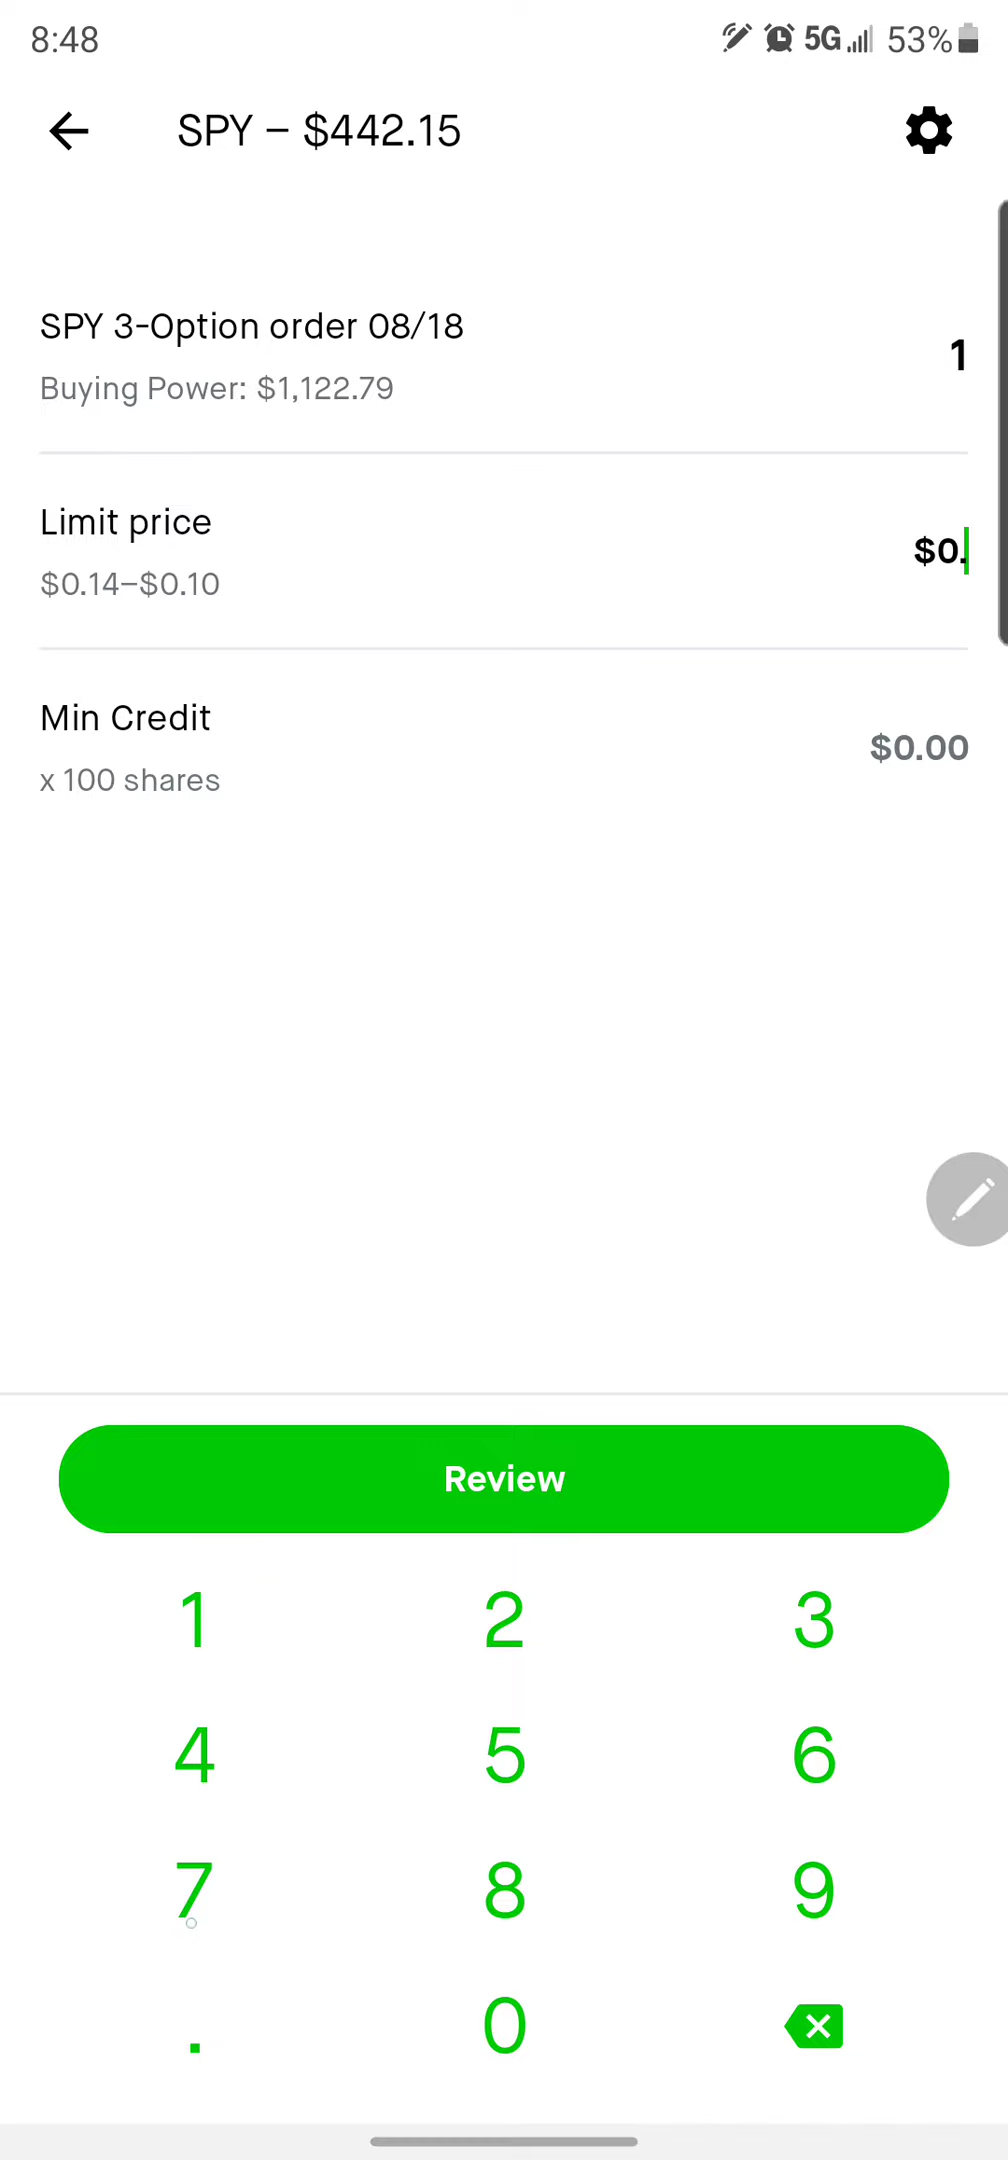 8:48
5G 53%
SPY – $442.15
SPY 3-Option order 08/18
1
Buying Power: $1,122.79
Limit price
$0.
$0.14–$0.10
Min Credit
$0.00
x 100 shares
Review
1 2 3
4 5 6
7 8 9
. 0